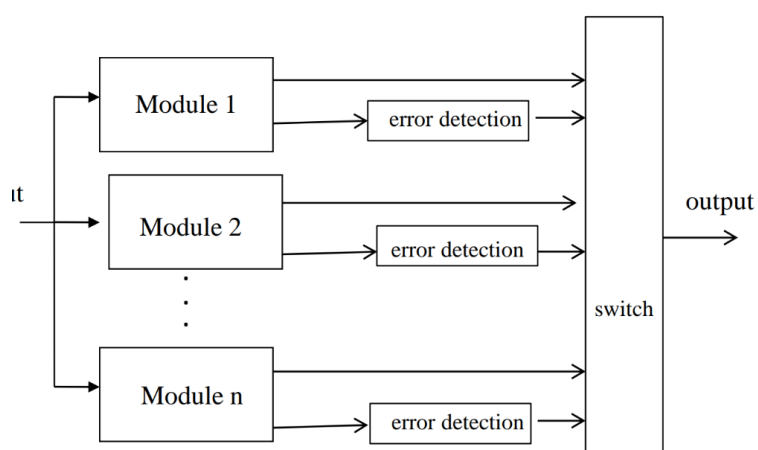 Module 1
error detection
Module 2
error detection
output
switch
Module n
error detection